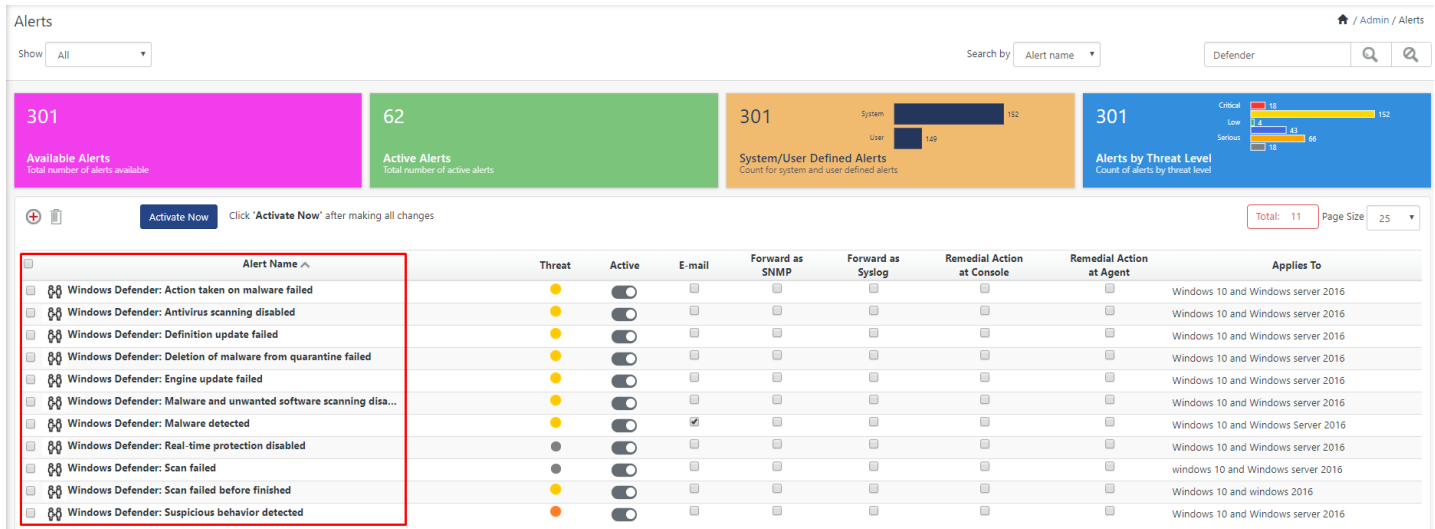 Alerts
/ Admin / Alerts
Show All
Search by Alert name Defender
301
Available Alerts
Total number of alerts available
62
Active Alerts
Total number of active alerts
301
System 152
User 149
System/User Defined Alerts
Count for system and user defined alerts
301
Critical 18
152
Low 4
43
Serious 66
18
Alerts by Threat Level
Count of alerts by threat level
Activate Now Click 'Activate Now' after making all changes
Total: 11 Page Size 25
Alert Name Threat Active E-mail Forward as SNMP Forward as Syslog Remedial Action at Console Remedial Action at Agent Applies To
Windows Defender: Action taken on malware failed Windows 10 and Windows server 2016
Windows Defender: Antivirus scanning disabled Windows 10 and Windows server 2016
Windows Defender: Definition update failed Windows 10 and Windows server 2016
Windows Defender: Deletion of malware from quarantine failed Windows 10 and Windows server 2016
Windows Defender: Engine update failed Windows 10 and Windows server 2016
Windows Defender: Malware and unwanted software scanning disa... Windows 10 and Windows server 2016
Windows Defender: Malware detected Windows 10 and Windows Server 2016
Windows Defender: Real-time protection disabled Windows 10 and Windows server 2016
Windows Defender: Scan failed windows 10 and Windows server 2016
Windows Defender: Scan failed before finished Windows 10 and windows 2016
Windows Defender: Suspicious behavior detected Windows 10 and Windows server 2016